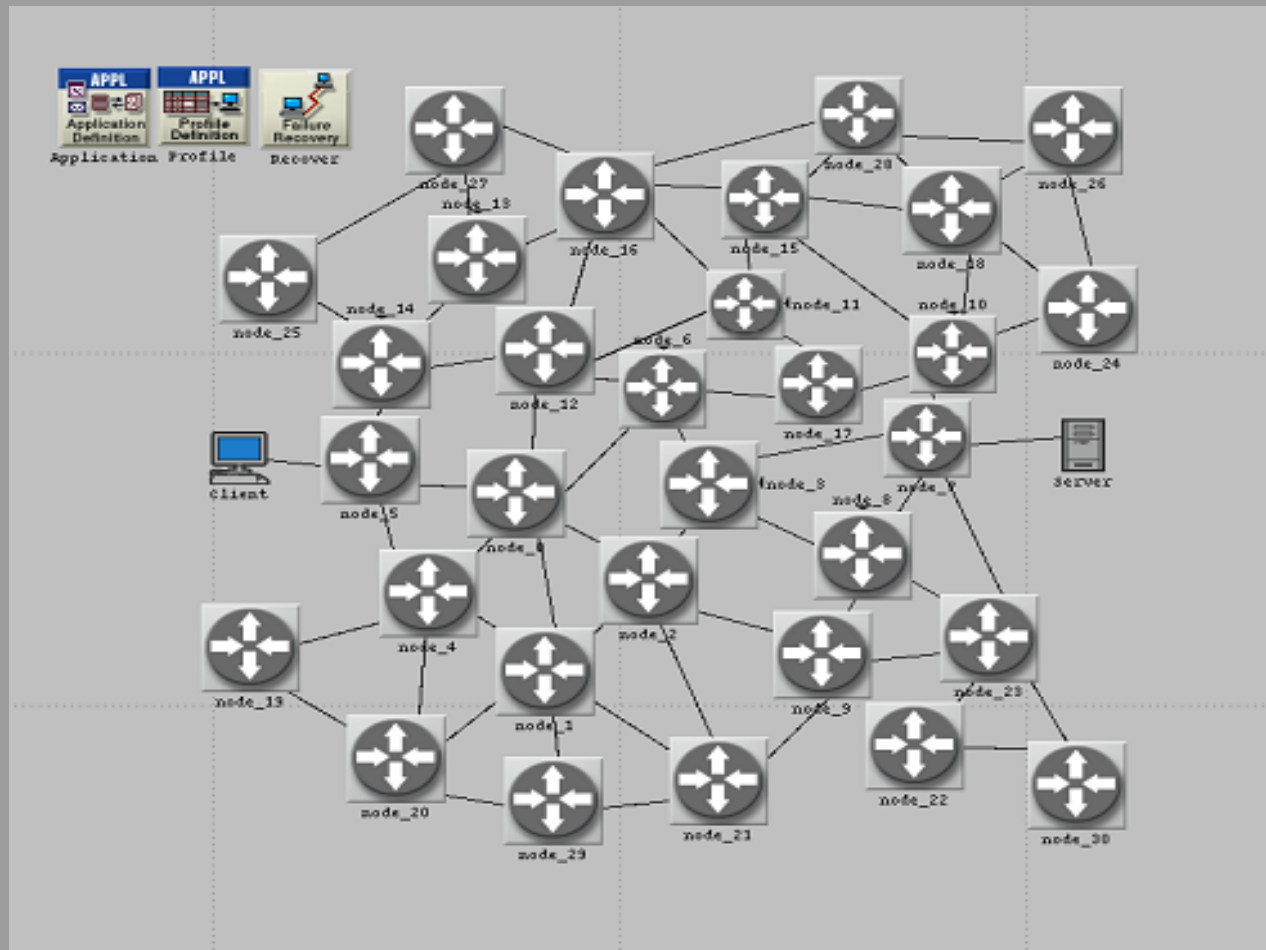 APPL
Application
Definition
Application
APPL
Profile
Definition
Profile
Failure
Recovery
Recover
node_27
node_13
node_16
node_28
node_26
node_15
node_18
node_25
node_14
node_11
node_10
node_6
node_24
node_12
node_17
Client
node_5
node_3
node_8
Server
node_4
node_2
node_19
node_1
node_9
node_23
node_20
node_29
node_21
node_22
node_30